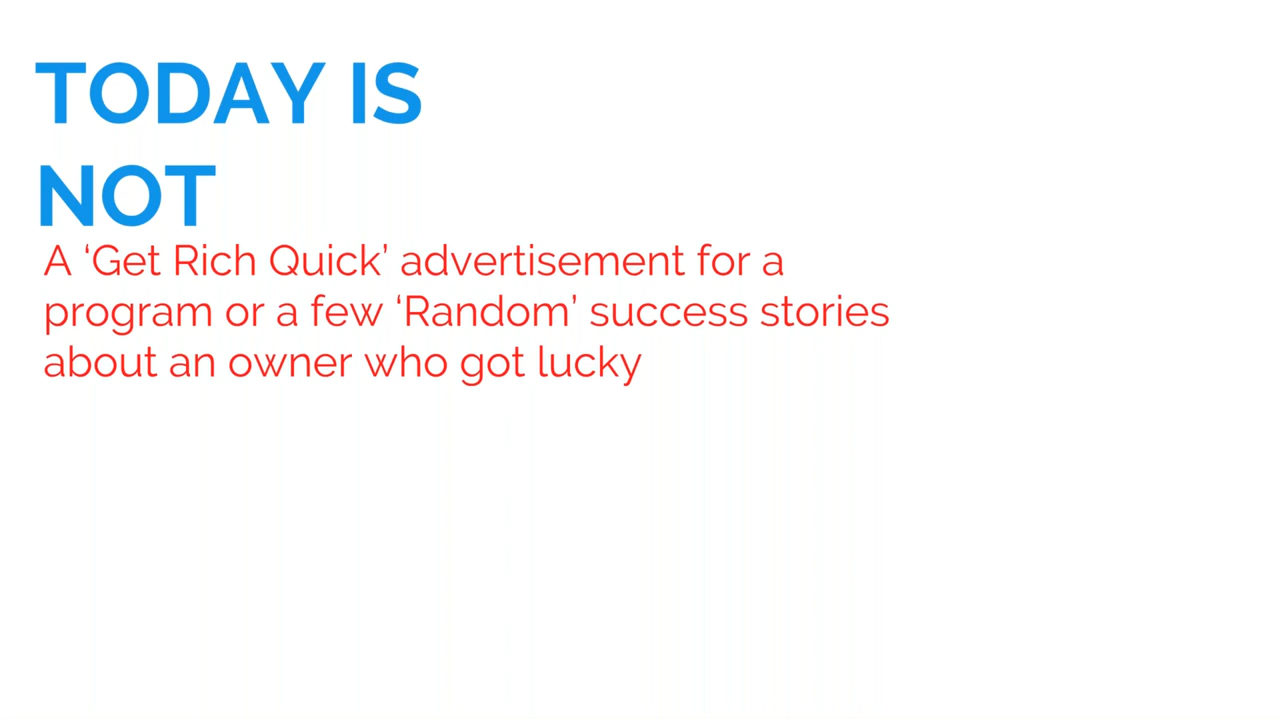 TODAY IS
NOT
A ‘Get Rich Quick’ advertisement for a
program or a few ‘Random’ success stories
about an owner who got lucky